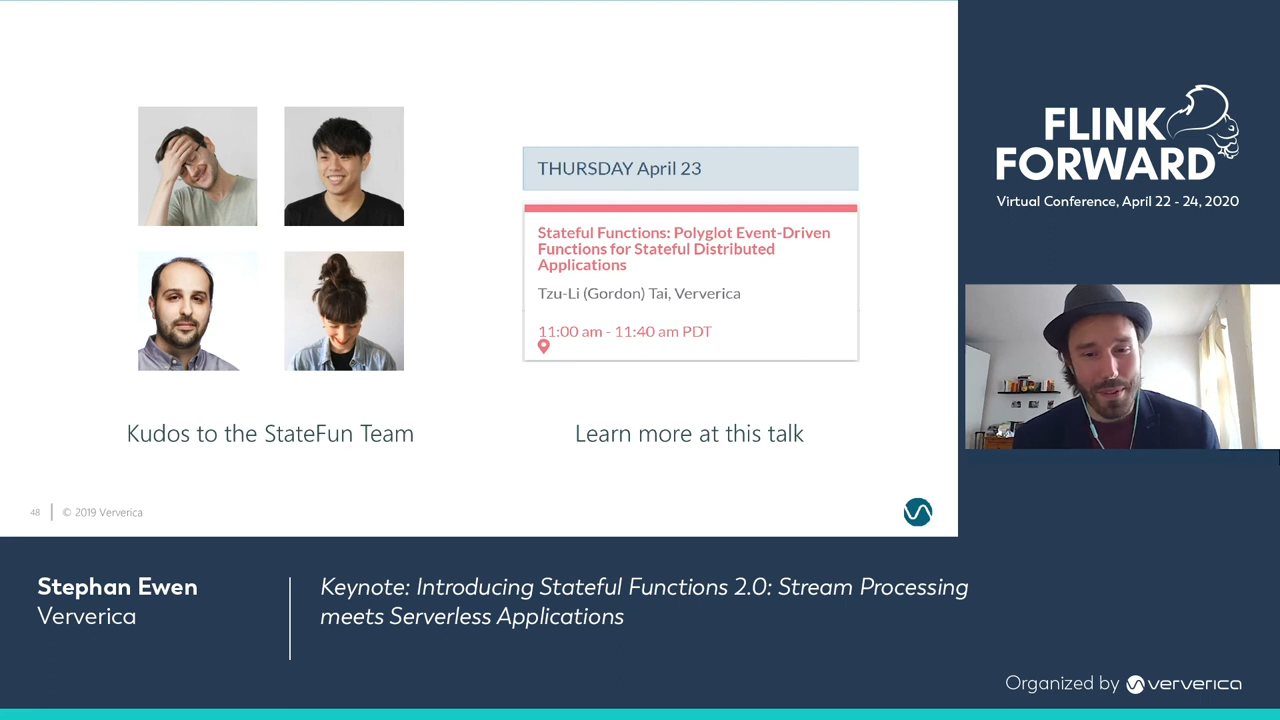 THURSDAY April 23
Stateful Functions: Polyglot Event-Driven
Functions for Stateful Distributed
Applications
Tzu-Li (Gordon) Tai, Ververica
11:00 am - 11:40 am PDT
Kudos to the StateFun Team
Learn more at this talk
48
© 2019 Ververica
FLINK
FORWARD
Virtual Conference, April 22 - 24, 2020
Stephan Ewen
Ververica
Keynote: Introducing Stateful Functions 2.0: Stream Processing
meets Serverless Applications
Organized by ververica